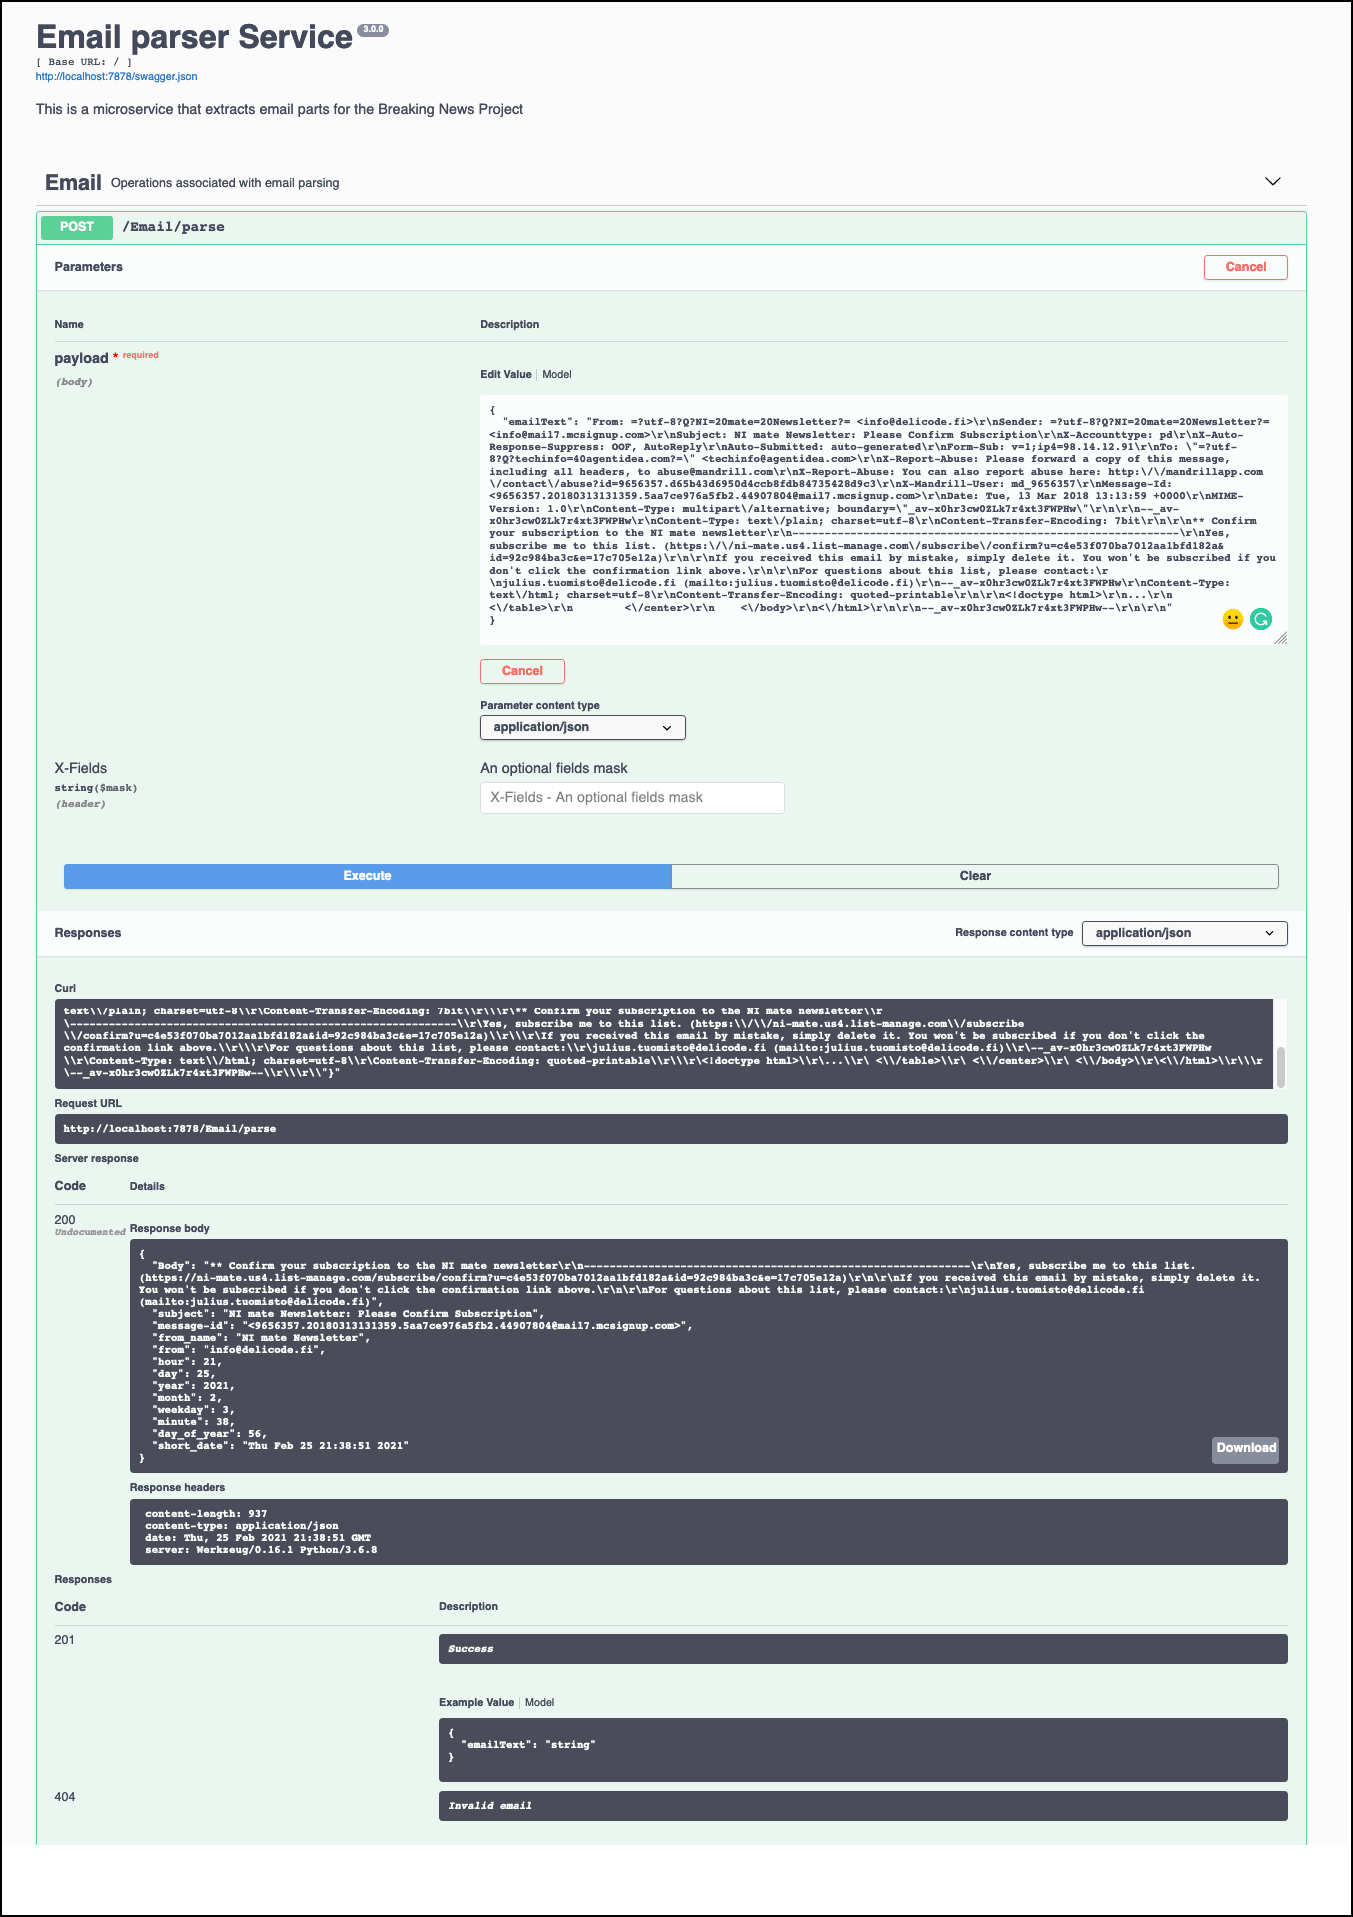 Email parser Service 3.0.0
[ Base URL: / ]
http://localhost:7878/swagger.json
This is a microservice that extracts email parts for the Breaking News Project
Email Operations associated with email parsing
POST /Email/parse
Parameters Cancel
Name Description
payload * required
(body)
Edit Value Model
{
"emailText": "From: =?utf-8?Q?NI=20mate=20Newsletter?= <info@delicode.fi>\r\nSender: =?utf-8?Q?NI=20mate=20Newsletter?=
<info@mail7.mcsignup.com>\r\nSubject: NI mate Newsletter: Please Confirm Subscription\r\nX-Accounttype: pd\r\nX-Auto-
Response-Suppress: OOF, AutoReply\r\nAuto-Submitted: auto-generated\r\nForm-Sub: v=1;ip4=98.14.12.91\r\nTo: \"=?utf-
8?Q?techinfo=40agentidea.com?=\" <techinfo@agentidea.com>\r\nX-Report-Abuse: Please forward a copy of this message,
including all headers, to abuse@mandrill.com\r\nX-Report-Abuse: You can also report abuse here: http:\/\/mandrillapp.com
\/contact\/abuse?id=9656357.d65b43d6950d4ccb8fdb84735428d9c3\r\nX-Mandrill-User: md_9656357\r\nMessage-Id:
<9656357.20180313131359.5aa7ce976a5fb2.44907804@mail7.mcsignup.com>\r\nDate: Tue, 13 Mar 2018 13:13:59 +0000\r\nMIME-
Version: 1.0\r\nContent-Type: multipart\/alternative; boundary=\"_av-x0hr3cw0ZLk7r4xt3FWPHw\"\r\n\r\n--_av-
x0hr3cw0ZLk7r4xt3FWPHw\r\nContent-Type: text\/plain; charset=utf-8\r\nContent-Transfer-Encoding: 7bit\r\n\r\n** Confirm
your subscription to the NI mate newsletter\r\n------------------------------------------------------------\r\nYes,
subscribe me to this list. (https:\/\/ni-mate.us4.list-manage.com\/subscribe\/confirm?u=c4e53f070ba7012aa1bfd182a&
id=92c984ba3c&e=17c705e12a)\r\n\r\nIf you received this email by mistake, simply delete it. You won't be subscribed if you
don't click the confirmation link above.\r\n\r\nFor questions about this list, please contact:\r
\njulius.tuomisto@delicode.fi (mailto:julius.tuomisto@delicode.fi)\r\n--_av-x0hr3cw0ZLk7r4xt3FWPHw\r\nContent-Type:
text\/html; charset=utf-8\r\nContent-Transfer-Encoding: quoted-printable\r\n\r\n<!doctype html>\r\n...\r\n
<\/table>\r\n <\/center>\r\n <\/body>\r\n<\/html>\r\n\r\n--_av-x0hr3cw0ZLk7r4xt3FWPHw--\r\n\r\n"
}
Cancel
Parameter content type
application/json
X-Fields An optional fields mask
string($mask)
(header)
X-Fields - An optional fields mask
Execute Clear
Responses Response content type application/json
Curl
text\\/plain; charset=utf-8\\r\Content-Transfer-Encoding: 7bit\\r\\\r\** Confirm your subscription to the NI mate newsletter\\r
\------------------------------------------------------------\\r\Yes, subscribe me to this list. (https:\\/\\/ni-mate.us4.list-manage.com\\/subscribe
\\/confirm?u=c4e53f070ba7012aa1bfd182a&id=92c984ba3c&e=17c705e12a)\\r\\\r\If you received this email by mistake, simply delete it. You won't be subscribed if you don't click the
confirmation link above.\\r\\\r\For questions about this list, please contact:\\r\julius.tuomisto@delicode.fi (mailto:julius.tuomisto@delicode.fi)\\r\--_av-x0hr3cw0ZLk7r4xt3FWPHw
\\r\Content-Type: text\\/html; charset=utf-8\\r\Content-Transfer-Encoding: quoted-printable\\r\\\r\<!doctype html>\\r\...\\r\ <\\/table>\\r\ <\\/center>\\r\ <\\/body>\\r\<\\/html>\\r\\\r
\--_av-x0hr3cw0ZLk7r4xt3FWPHw--\\r\\\r\\"}"
Request URL
http://localhost:7878/Email/parse
Server response
Code Details
200
Undocumented
Response body
{
"Body": "** Confirm your subscription to the NI mate newsletter\r\n------------------------------------------------------------\r\nYes, subscribe me to this list.
(https://ni-mate.us4.list-manage.com/subscribe/confirm?u=c4e53f070ba7012aa1bfd182a&id=92c984ba3c&e=17c705e12a)\r\n\r\nIf you received this email by mistake, simply delete it.
You won't be subscribed if you don't click the confirmation link above.\r\n\r\nFor questions about this list, please contact:\r\njulius.tuomisto@delicode.fi
(mailto:julius.tuomisto@delicode.fi)",
"subject": "NI mate Newsletter: Please Confirm Subscription",
"message-id": "<9656357.20180313131359.5aa7ce976a5fb2.44907804@mail7.mcsignup.com>",
"from_name": "NI mate Newsletter",
"from": "info@delicode.fi",
"hour": 21,
"day": 25,
"year": 2021,
"month": 2,
"weekday": 3,
"minute": 38,
"day_of_year": 56,
"short_date": "Thu Feb 25 21:38:51 2021"
}
Download
Response headers
content-length: 937
content-type: application/json
date: Thu, 25 Feb 2021 21:38:51 GMT
server: Werkzeug/0.16.1 Python/3.6.8
Responses
Code Description
201
Success
Example Value Model
{
"emailText": "string"
}
404
Invalid email